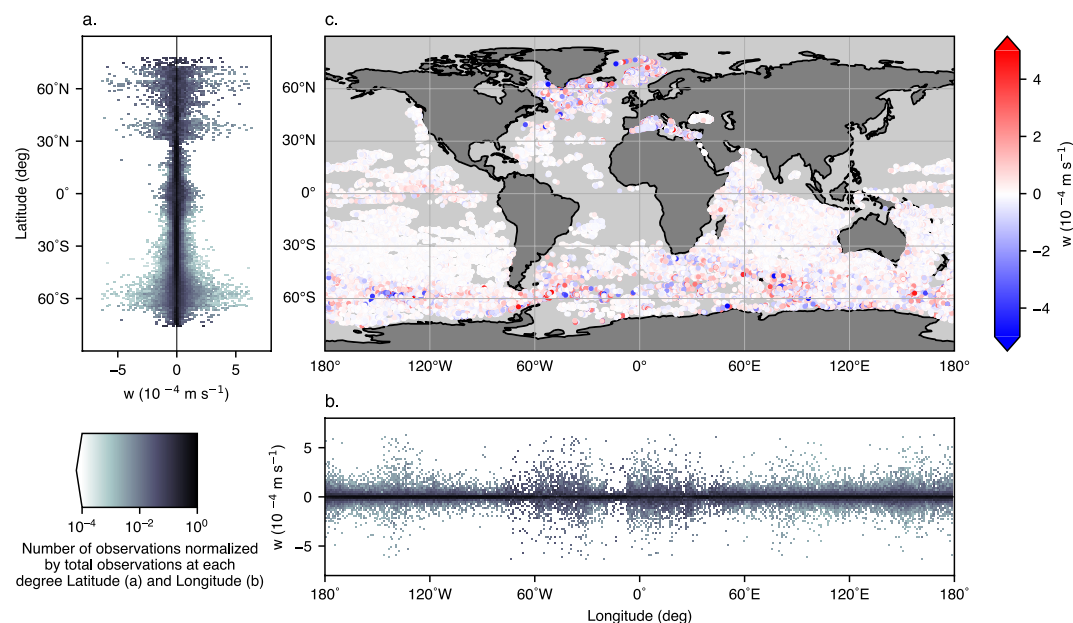 a.
60°N
30°N
0°
30°S
60°S
Latitude (deg)
−5 0 5
w (10 ⁻⁴ m s⁻¹)
c.
60°N
30°N
0°
30°S
60°S
180° 120°W 60°W 0° 60°E 120°E 180°
4
2
0
−2
−4
w (10⁻⁴ m s⁻¹)
10⁻⁴ 10⁻² 10⁰
Number of observations normalized
by total observations at each
degree Latitude (a) and Longitude (b)
b.
5
0
−5
w (10⁻⁴ m s⁻¹)
180° 120°W 60°W 0° 60°E 120°E 180°
Longitude (deg)